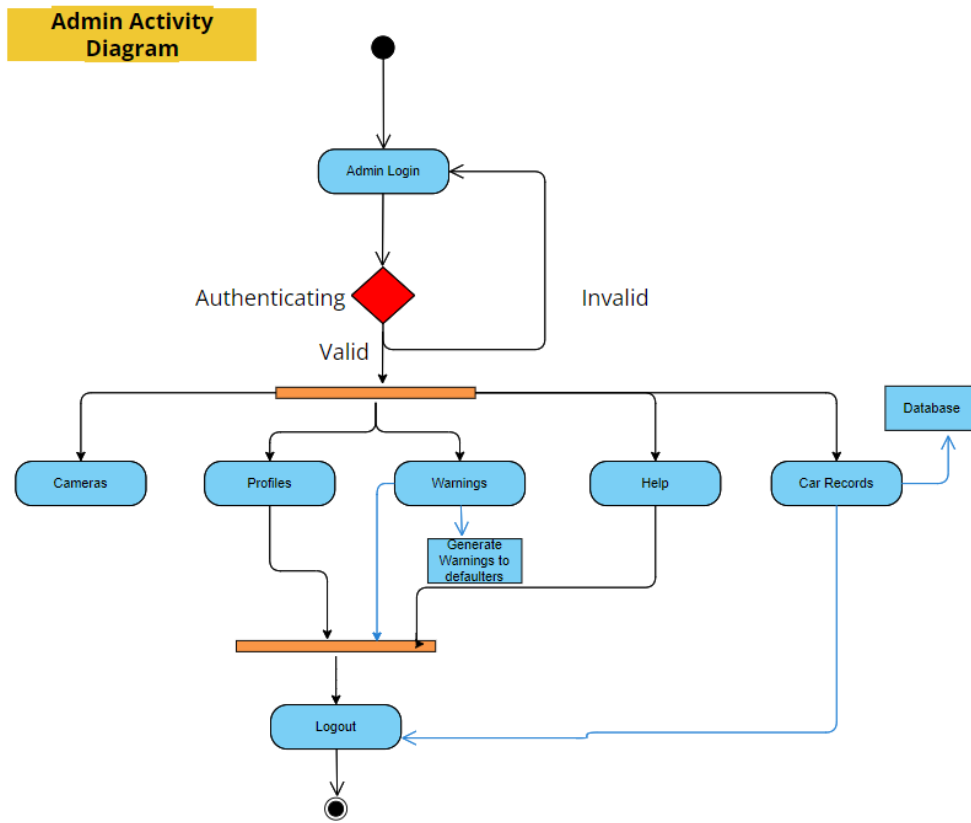 Admin Activity
Diagram
Admin Login
Authenticating
Invalid
Valid
Database
Cameras
Profiles
Warnings
Help
Car Records
Generate
Warnings to
defaulters
Logout